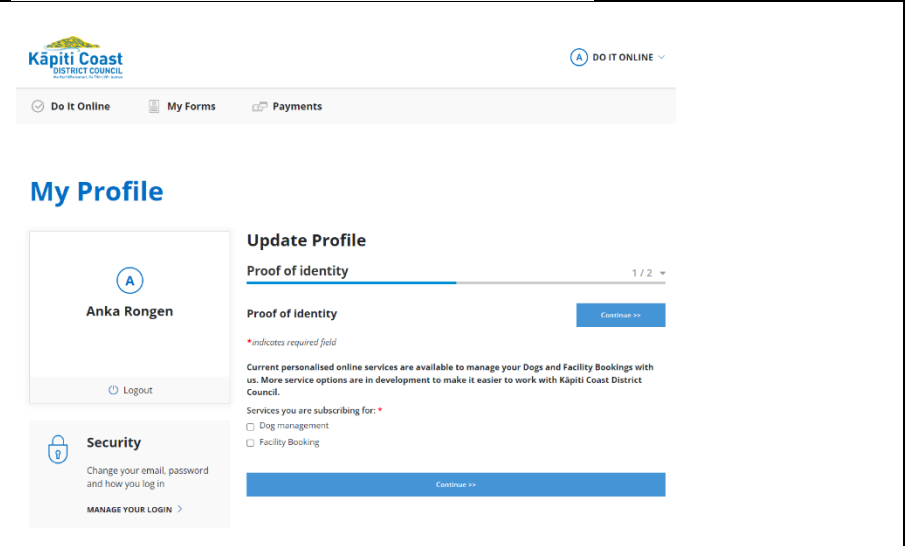 Kāpiti Coast
DISTRICT COUNCIL
A DO IT ONLINE
Do It Online
My Forms
Payments
My Profile
A
Anka Rongen
Logout
Security
Change your email, password
and how you log in
MANAGE YOUR LOGIN
Update Profile
Proof of identity
1 / 2
Proof of identity
Continue >>
*indicates required field
Current personalised online services are available to manage your Dogs and Facility Bookings with
us. More service options are in development to make it easier to work with Kāpiti Coast District
Council.
Services you are subscribing for: *
Dog management
Facility Booking
Continue >>